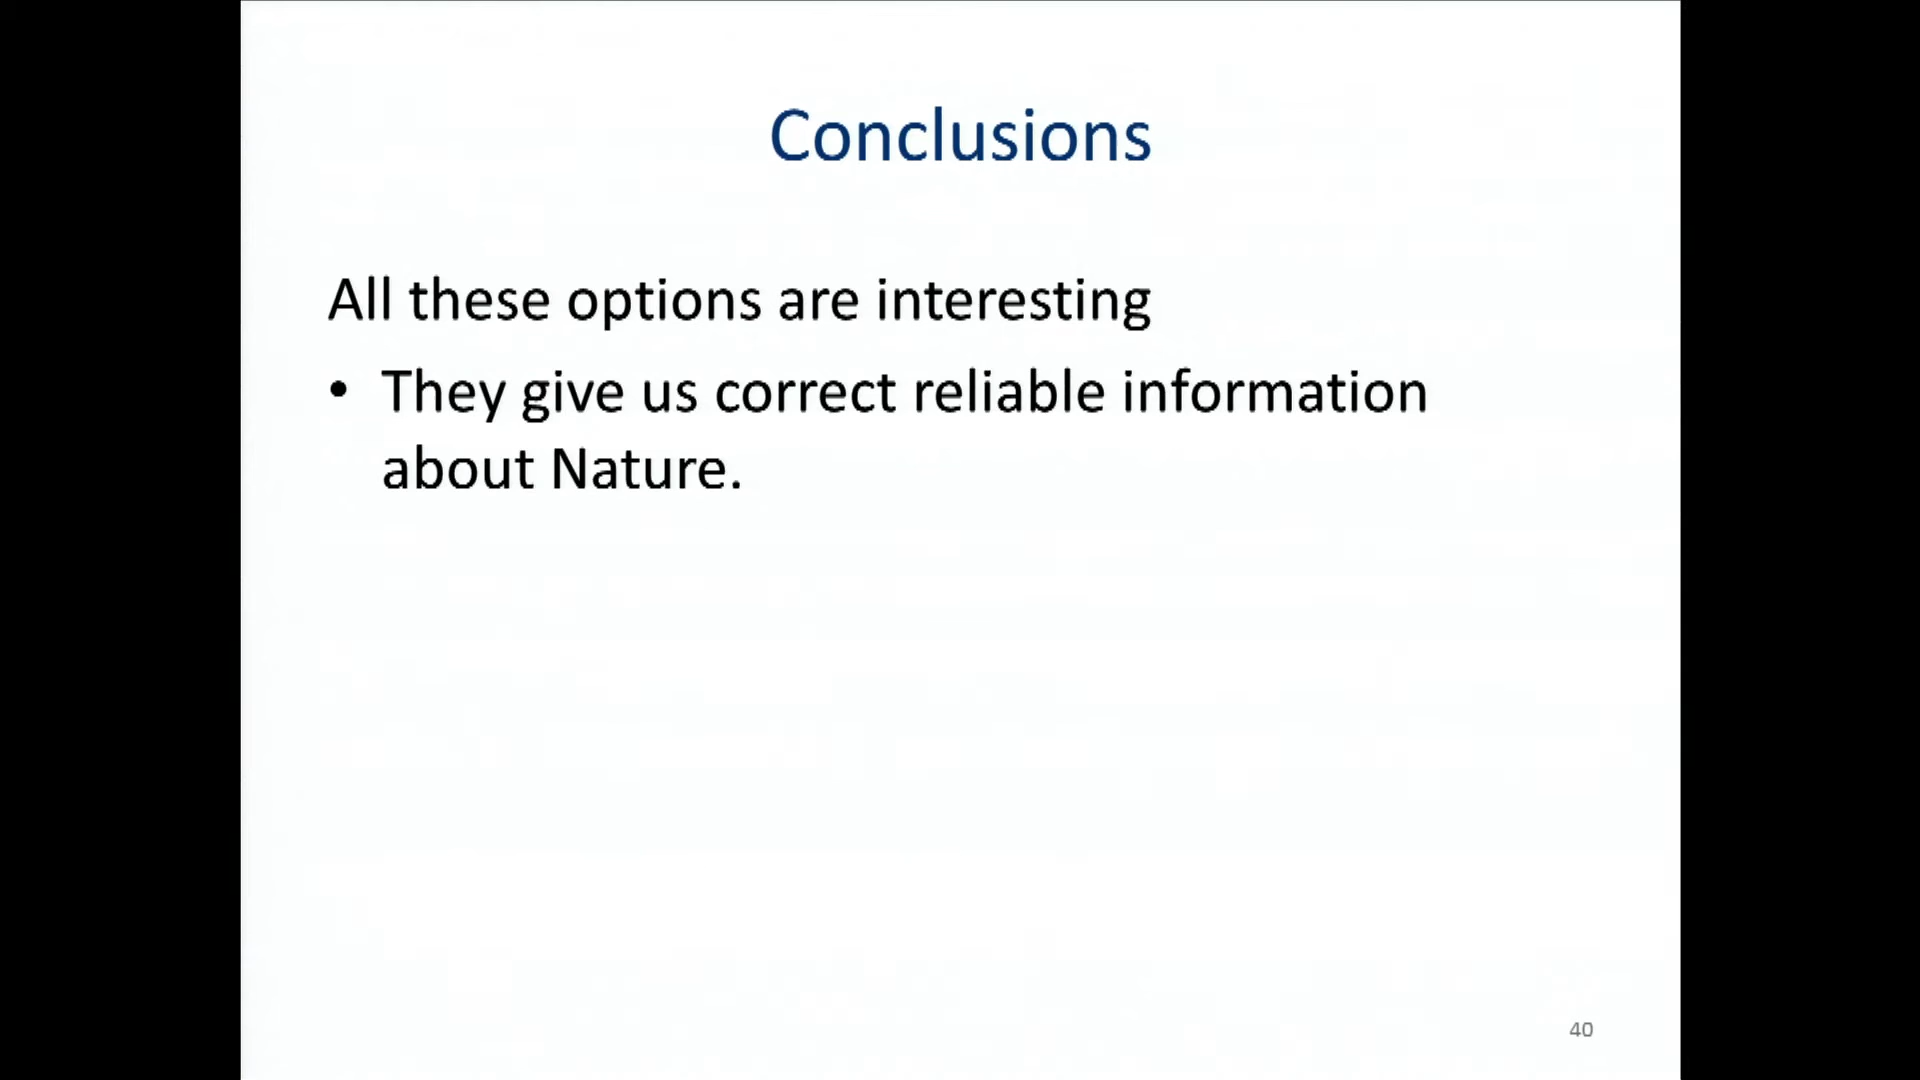 Conclusions
All these options are interesting
• They give us correct reliable information
about Nature.
40